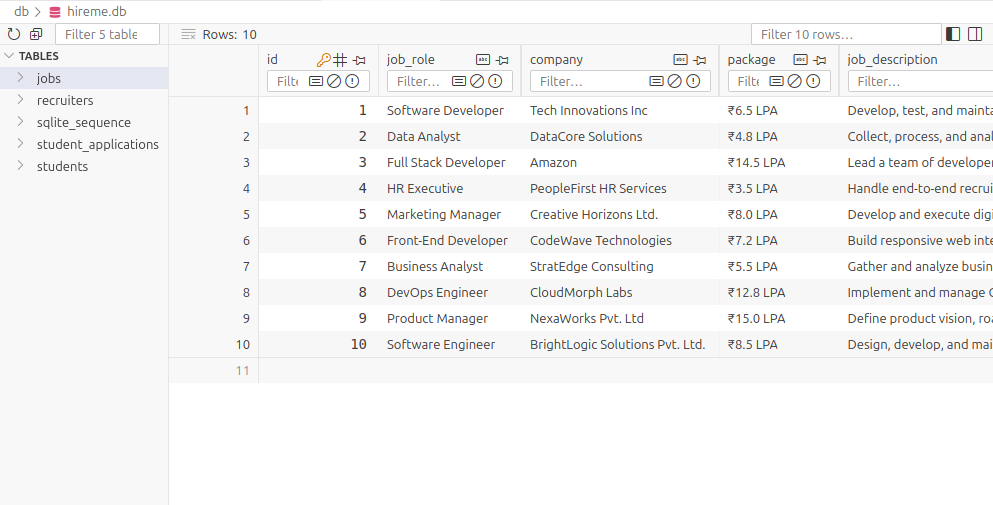 db > hireme.db
Filter 5 table
Rows: 10
Filter 10 rows...
TABLES
jobs
recruiters
sqlite_sequence
student_applications
students
id job_role company package job_description
Filte Filter... Filter... Filt Filter...
1 1 Software Developer Tech Innovations Inc ₹6.5 LPA Develop, test, and mainta
2 2 Data Analyst DataCore Solutions ₹4.8 LPA Collect, process, and anal
3 3 Full Stack Developer Amazon ₹14.5 LPA Lead a team of developer
4 4 HR Executive PeopleFirst HR Services ₹3.5 LPA Handle end-to-end recrui
5 5 Marketing Manager Creative Horizons Ltd. ₹8.0 LPA Develop and execute digi
6 6 Front-End Developer CodeWave Technologies ₹7.2 LPA Build responsive web inte
7 7 Business Analyst StratEdge Consulting ₹5.5 LPA Gather and analyze busin
8 8 DevOps Engineer CloudMorph Labs ₹12.8 LPA Implement and manage C
9 9 Product Manager NexaWorks Pvt. Ltd ₹15.0 LPA Define product vision, roa
10 10 Software Engineer BrightLogic Solutions Pvt. Ltd. ₹8.5 LPA Design, develop, and mai
11